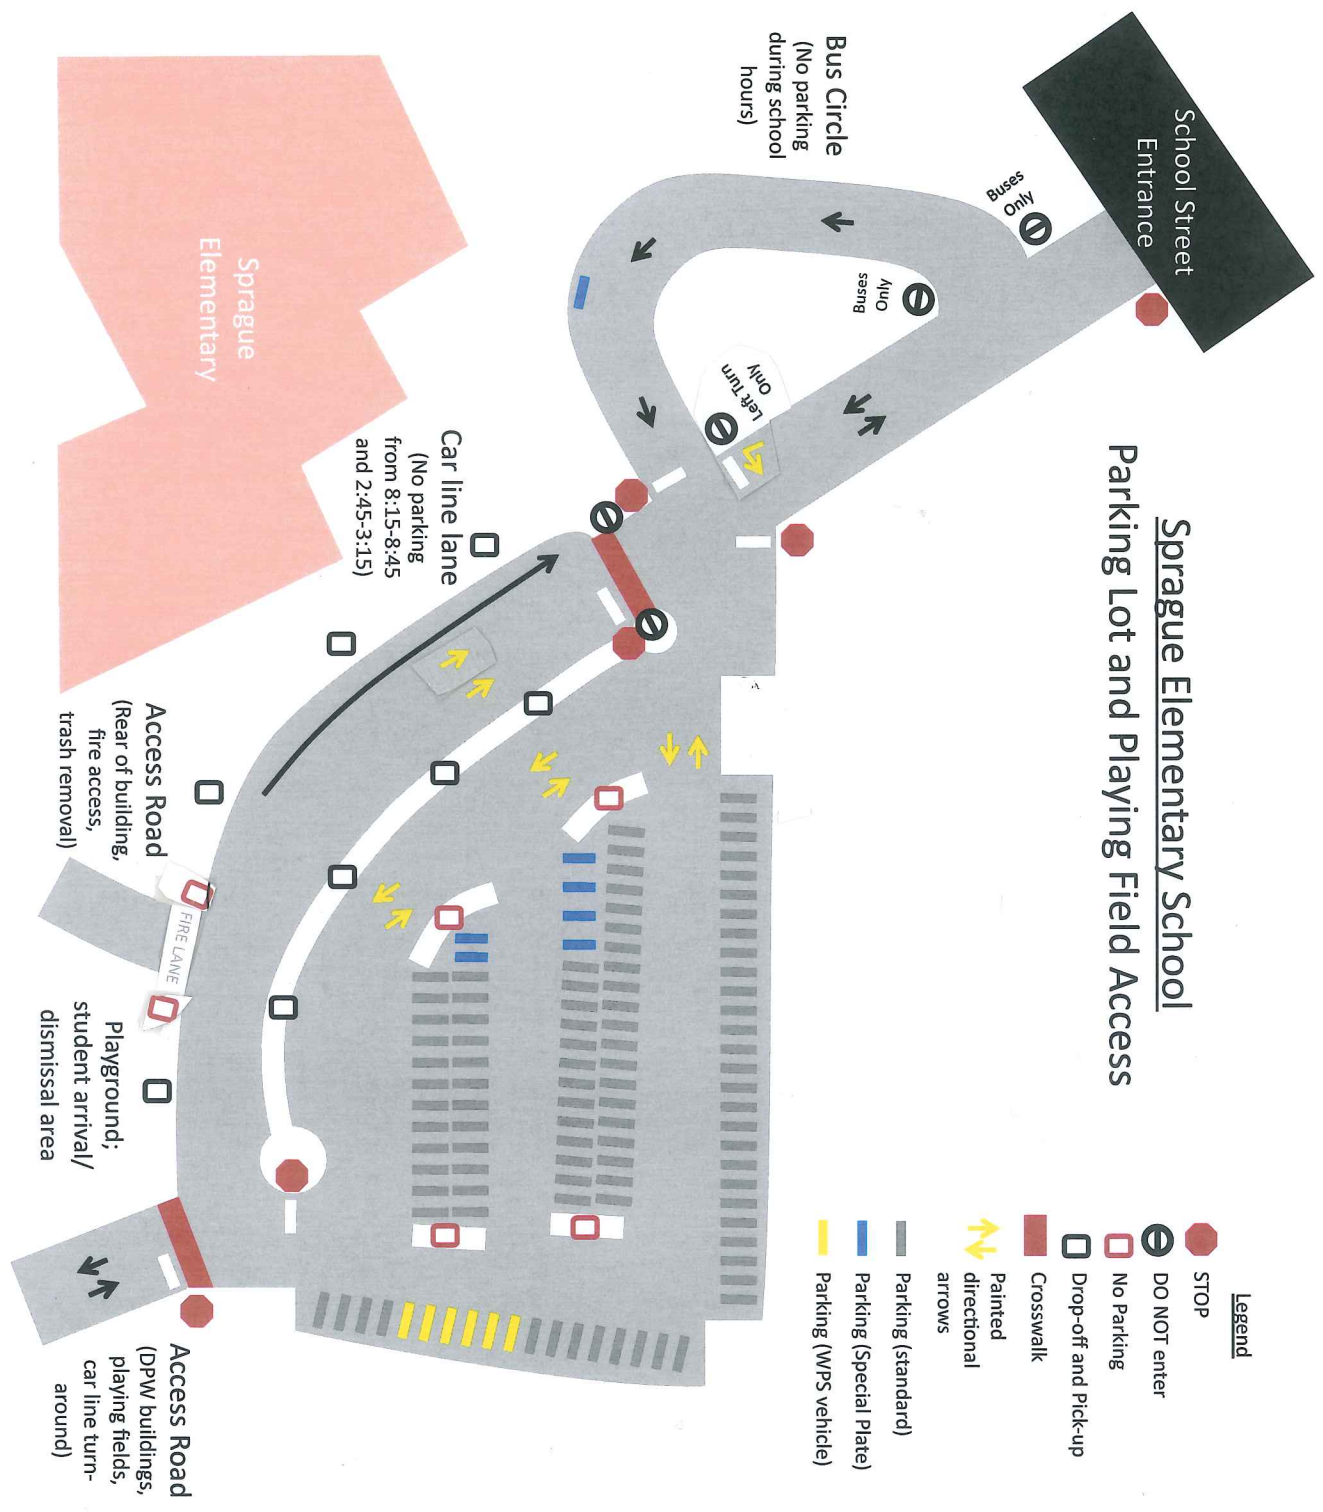 Sprague Elementary School
Parking Lot and Playing Field Access
School Street
Entrance
Buses
Only
Buses
Only
Bus Circle
(No parking
during school
hours)
Left Turn
Only
Sprague
Elementary
Car line lane
(No parking
from 8:15-8:45
and 2:45-3:15)
Access Road
(Rear of building,
fire access,
trash removal)
FIRE LANE
Playground;
student arrival/
dismissal area
Access Road
(DPW buildings,
playing fields,
car line turn-
around)
Legend
STOP
DO NOT enter
No Parking
Drop-off and Pick-up
Crosswalk
Painted
directional
arrows
Parking (standard)
Parking (Special Plate)
Parking (WPS vehicle)